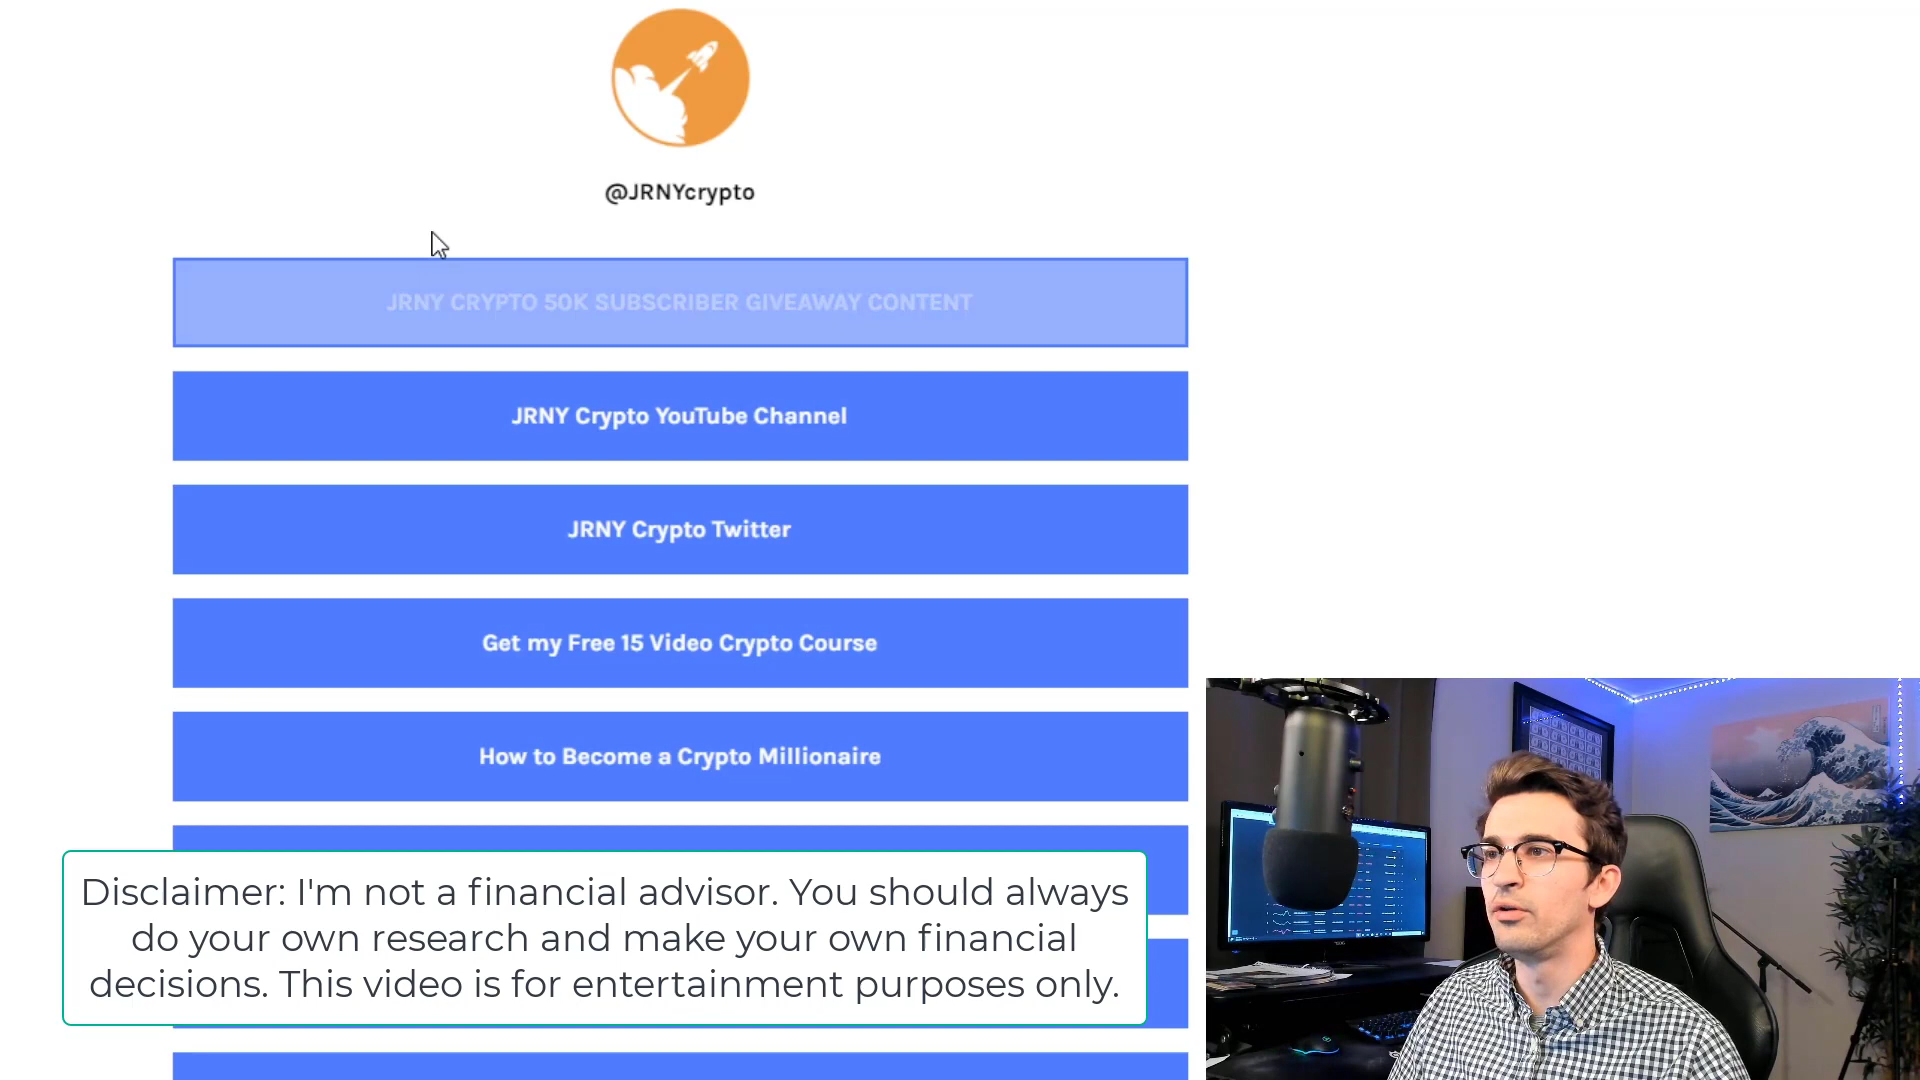 @JRNYcrypto
JRNY CRYPTO 50K SUBSCRIBER GIVEAWAY CONTENT
JRNY Crypto YouTube Channel
JRNY Crypto Twitter
Get my Free 15 Video Crypto Course
How to Become a Crypto Millionaire
Disclaimer: I'm not a financial advisor. You should always
do your own research and make your own financial
decisions. This video is for entertainment purposes only.